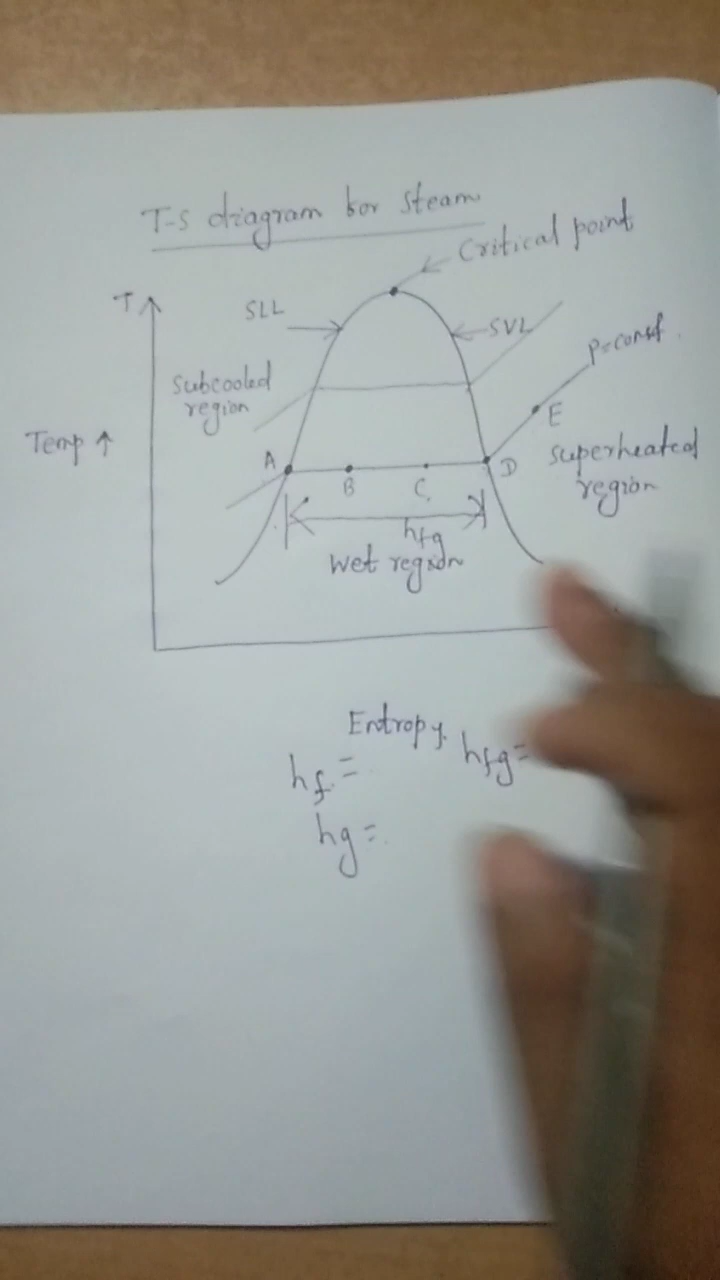 T-S diagram for steam
Critical point
T
SLL
SVL
P=const.
Subcooled
region
E
Temp ↑
A
B
C
D
superheated
region
hfg
Wet region
Entropy.
hf =
hfg =
hg =